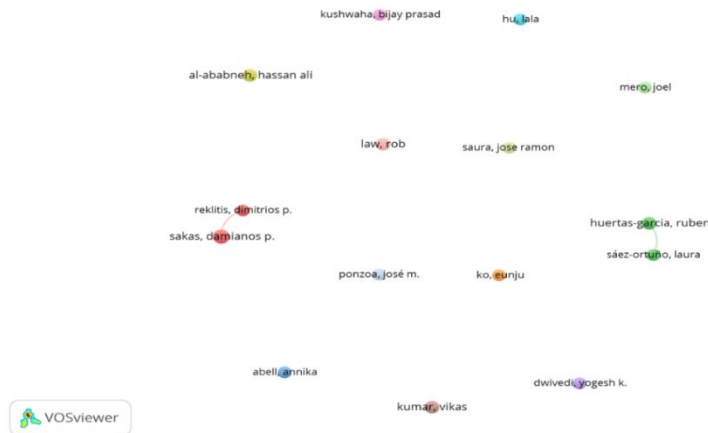 kushwaha, bijay prasad
hu, lala
al-ababneh, hassan ali
mero, joel
law, rob
saura, jose ramon
reklitis, dimitrios p.
huertas-garcia, ruben
sakas, damianos p.
sáez-ortuño, laura
ponzoa, josé m.
ko, eunju
abell, annika
dwivedi, yogesh k.
kumar, vikas
VOSviewer